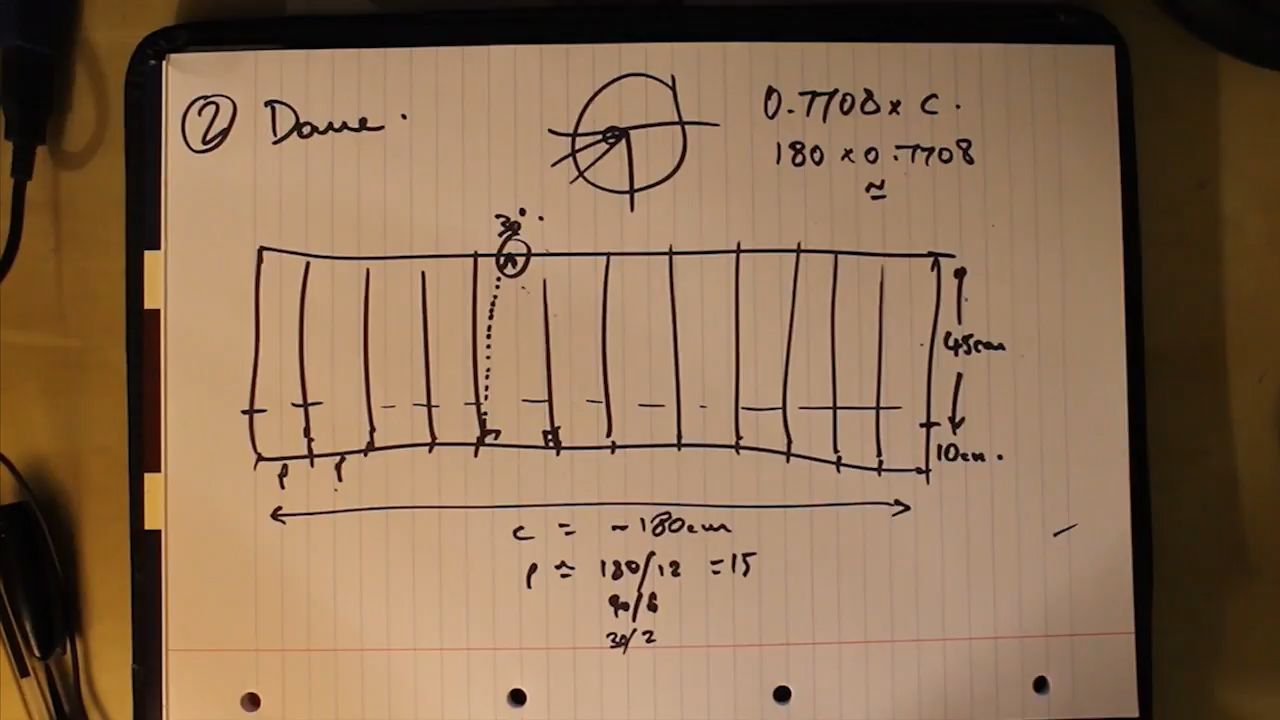 ② Dome.
0.7708 x C.
180 x 0.7708
≃
30°.
45cm
10cm.
P P
C = ~180cm
P ≃ 180/12 = 15
90/6
30/2